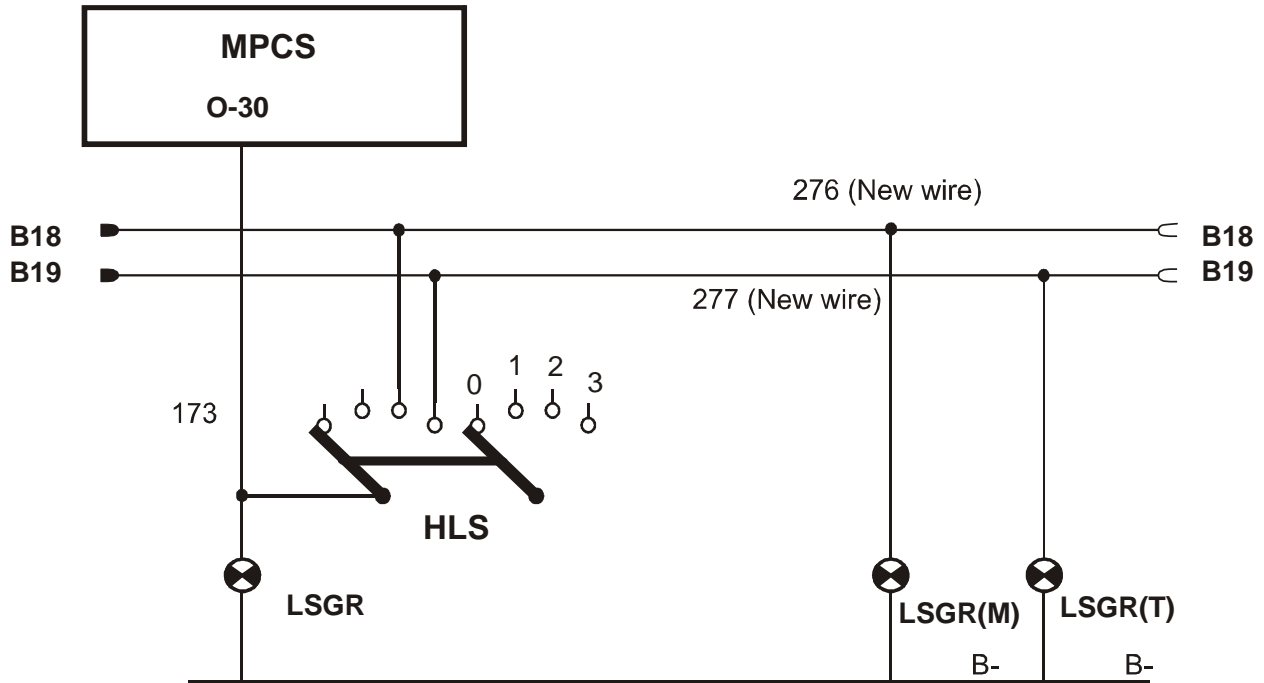 MPCS
O-30
276 (New wire)
B18
B18
B19
B19
277 (New wire)
0
1
2
3
173
HLS
LSGR
LSGR(M)
LSGR(T)
B-
B-